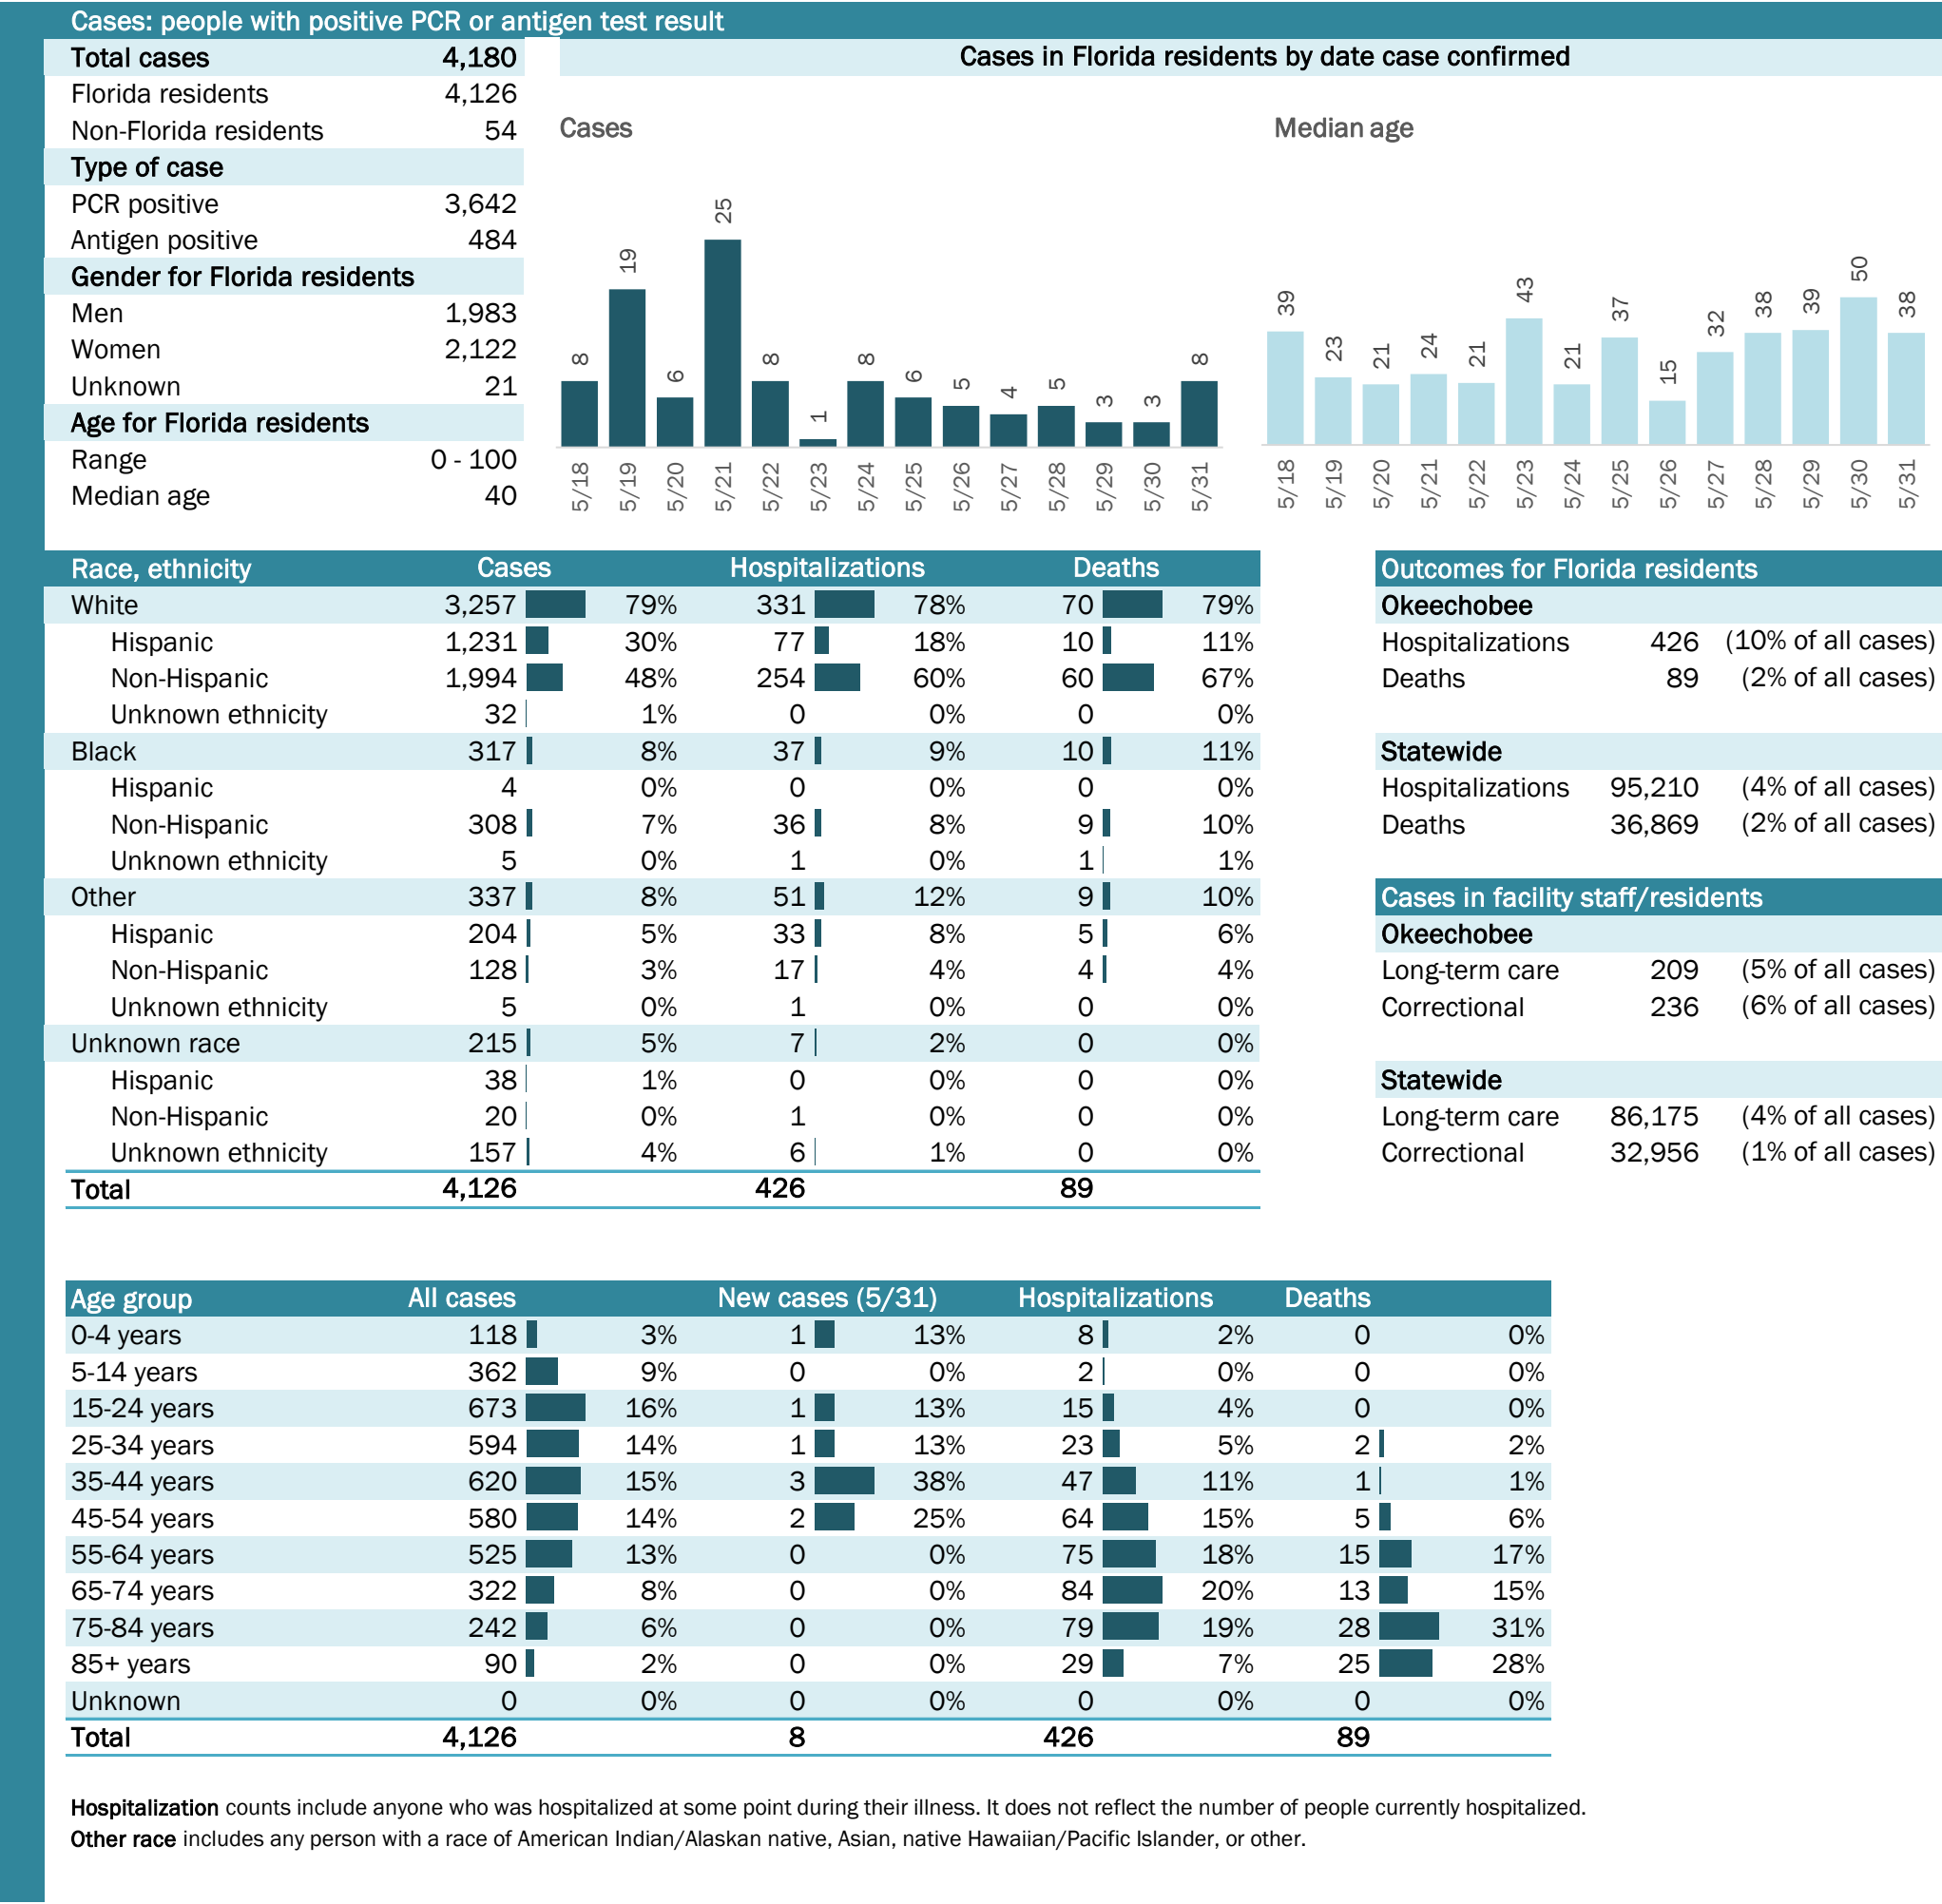 Cases: people with positive PCR or antigen test result
Total cases 4,180
Florida residents 4,126
Non-Florida residents 54
Type of case
PCR positive 3,642
Antigen positive 484
Gender for Florida residents
Men 1,983
Women 2,122
Unknown 21
Age for Florida residents
Range 0 - 100
Median age 40
Cases in Florida residents by date case confirmed
Cases
8 19 6 25 8 1 8 6 5 4 5 3 3 8
5/18 5/19 5/20 5/21 5/22 5/23 5/24 5/25 5/26 5/27 5/28 5/29 5/30 5/31
Median age
39 23 21 24 21 43 21 37 15 32 38 39 50 38
5/18 5/19 5/20 5/21 5/22 5/23 5/24 5/25 5/26 5/27 5/28 5/29 5/30 5/31
Race, ethnicity Cases Hospitalizations Deaths
White 3,257 79% 331 78% 70 79%
Hispanic 1,231 30% 77 18% 10 11%
Non-Hispanic 1,994 48% 254 60% 60 67%
Unknown ethnicity 32 1% 0 0% 0 0%
Black 317 8% 37 9% 10 11%
Hispanic 4 0% 0 0% 0 0%
Non-Hispanic 308 7% 36 8% 9 10%
Unknown ethnicity 5 0% 1 0% 1 1%
Other 337 8% 51 12% 9 10%
Hispanic 204 5% 33 8% 5 6%
Non-Hispanic 128 3% 17 4% 4 4%
Unknown ethnicity 5 0% 1 0% 0 0%
Unknown race 215 5% 7 2% 0 0%
Hispanic 38 1% 0 0% 0 0%
Non-Hispanic 20 0% 1 0% 0 0%
Unknown ethnicity 157 4% 6 1% 0 0%
Total 4,126 426 89
Outcomes for Florida residents
Okeechobee
Hospitalizations 426 (10% of all cases)
Deaths 89 (2% of all cases)
Statewide
Hospitalizations 95,210 (4% of all cases)
Deaths 36,869 (2% of all cases)
Cases in facility staff/residents
Okeechobee
Long-term care 209 (5% of all cases)
Correctional 236 (6% of all cases)
Statewide
Long-term care 86,175 (4% of all cases)
Correctional 32,956 (1% of all cases)
Age group All cases New cases (5/31) Hospitalizations Deaths
0-4 years 118 3% 1 13% 8 2% 0 0%
5-14 years 362 9% 0 0% 2 0% 0 0%
15-24 years 673 16% 1 13% 15 4% 0 0%
25-34 years 594 14% 1 13% 23 5% 2 2%
35-44 years 620 15% 3 38% 47 11% 1 1%
45-54 years 580 14% 2 25% 64 15% 5 6%
55-64 years 525 13% 0 0% 75 18% 15 17%
65-74 years 322 8% 0 0% 84 20% 13 15%
75-84 years 242 6% 0 0% 79 19% 28 31%
85+ years 90 2% 0 0% 29 7% 25 28%
Unknown 0 0% 0 0% 0 0% 0 0%
Total 4,126 8 426 89
Hospitalization counts include anyone who was hospitalized at some point during their illness. It does not reflect the number of people currently hospitalized.
Other race includes any person with a race of American Indian/Alaskan native, Asian, native Hawaiian/Pacific Islander, or other.